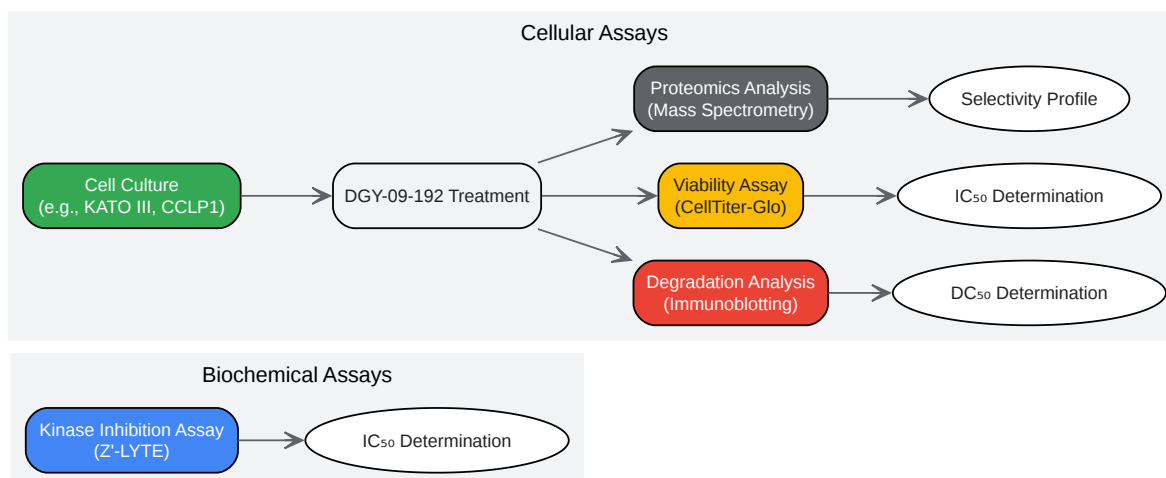 Cellular Assays
Proteomics Analysis
(Mass Spectrometry)
Selectivity Profile
Cell Culture
(e.g., KATO III, CCLP1)
DGY-09-192 Treatment
Viability Assay
(CellTiter-Glo)
IC₅₀ Determination
Degradation Analysis
(Immunoblotting)
DC₅₀ Determination
Biochemical Assays
Kinase Inhibition Assay
(Z'-LYTE)
IC₅₀ Determination